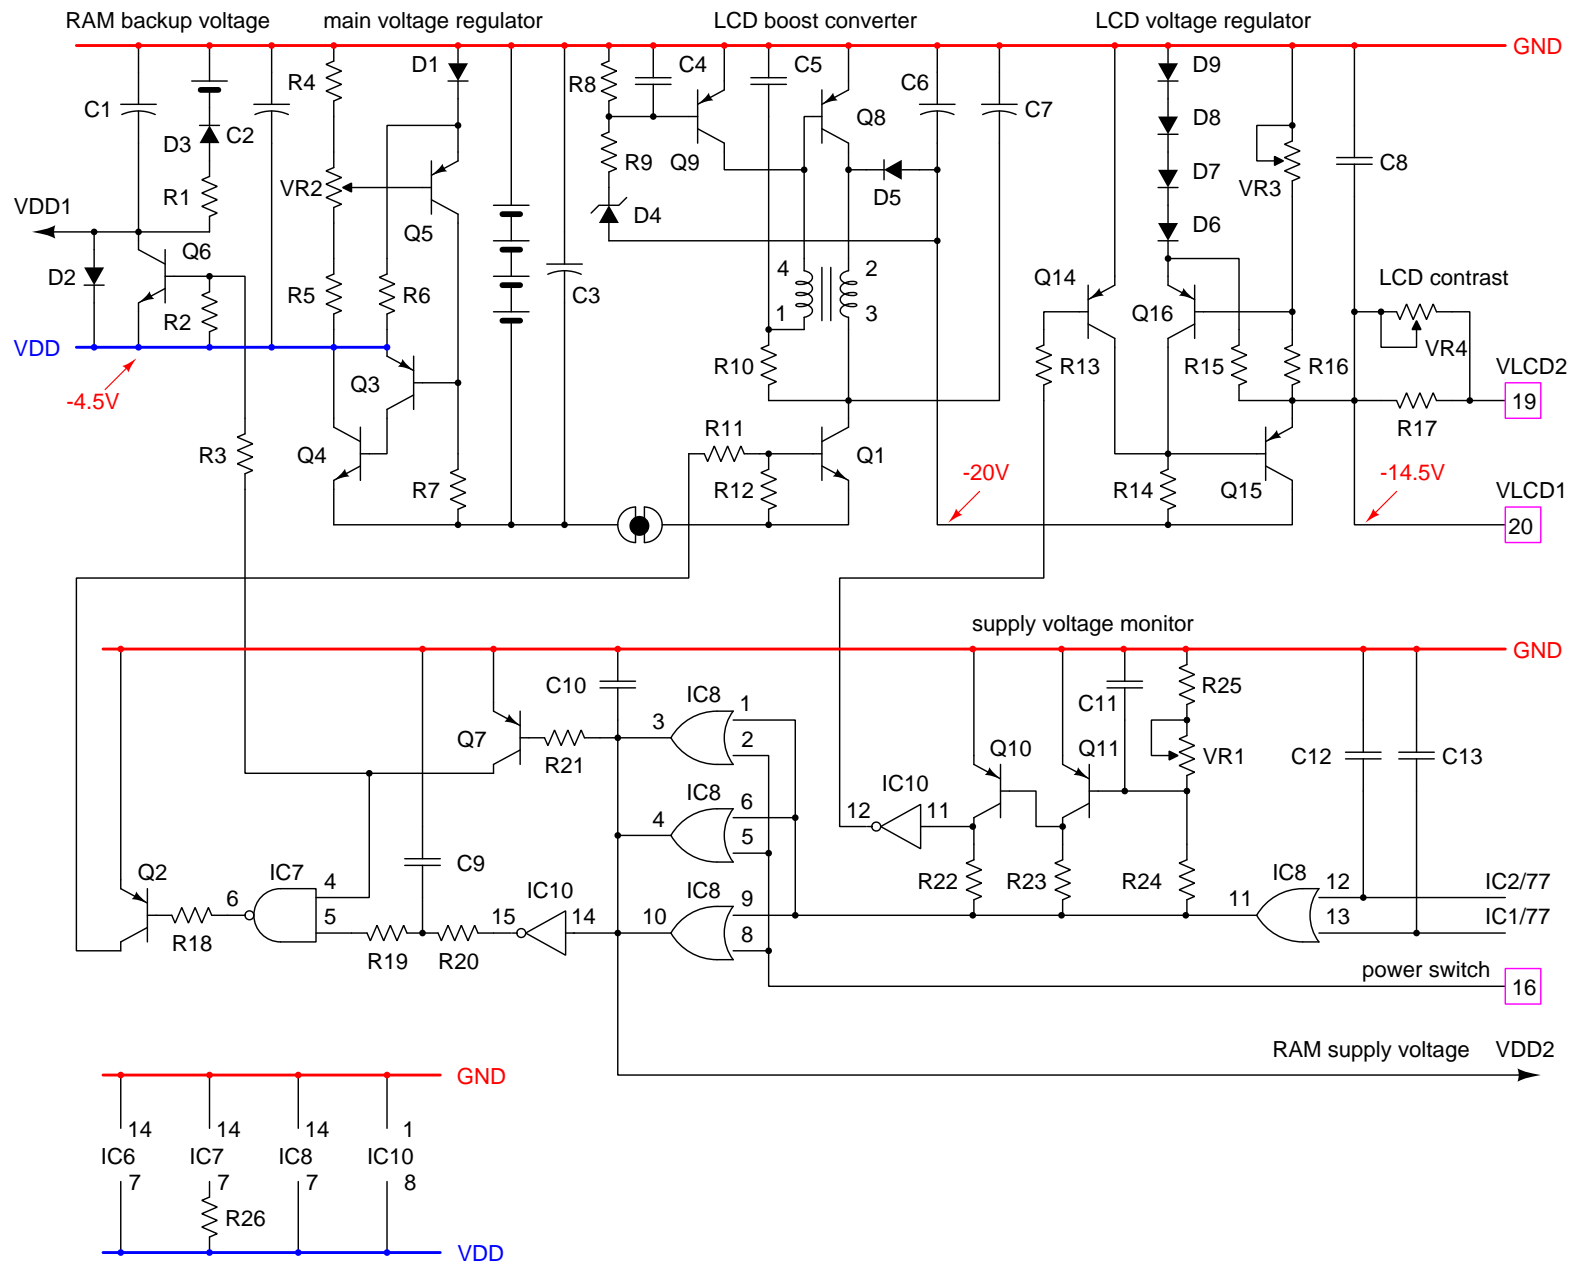 RAM backup voltage main voltage regulator LCD boost converter LCD voltage regulator
GND
D1 C4 C5 D9
R4 R8 C6
C1 C7
D3 C2 Q8 D8
Q9 R9 C8
R1 VR2 D5 D7 VR3
VDD1 D4
Q5 D6
Q6
D2 4 2 Q14 LCD contrast
R5 R6 C3
R2 1 3 Q16
VDD VR4
R10 R13 R15 R16 VLCD2
Q3
-4.5V 19
R11 R17
R3 Q4 Q1
-20V -14.5V
R7 R12 R14 Q15 VLCD1
20
supply voltage monitor
GND
C10 IC8 R25
C11
3 1
Q7 2 Q10 Q11
R21 VR1 C12 C13
IC10
IC8 6 12 11
4 5
C9
Q2 IC7 IC10 IC8 R22 R23 R24 IC8 12 IC2/77
6 4
5 15 14 10 9 11 13 IC1/77
R18 R19 R20 8
power switch
16
RAM supply voltage VDD2
GND
14 14 14 1
IC6 IC7 IC8 IC10
7 7 7 8
R26
VDD